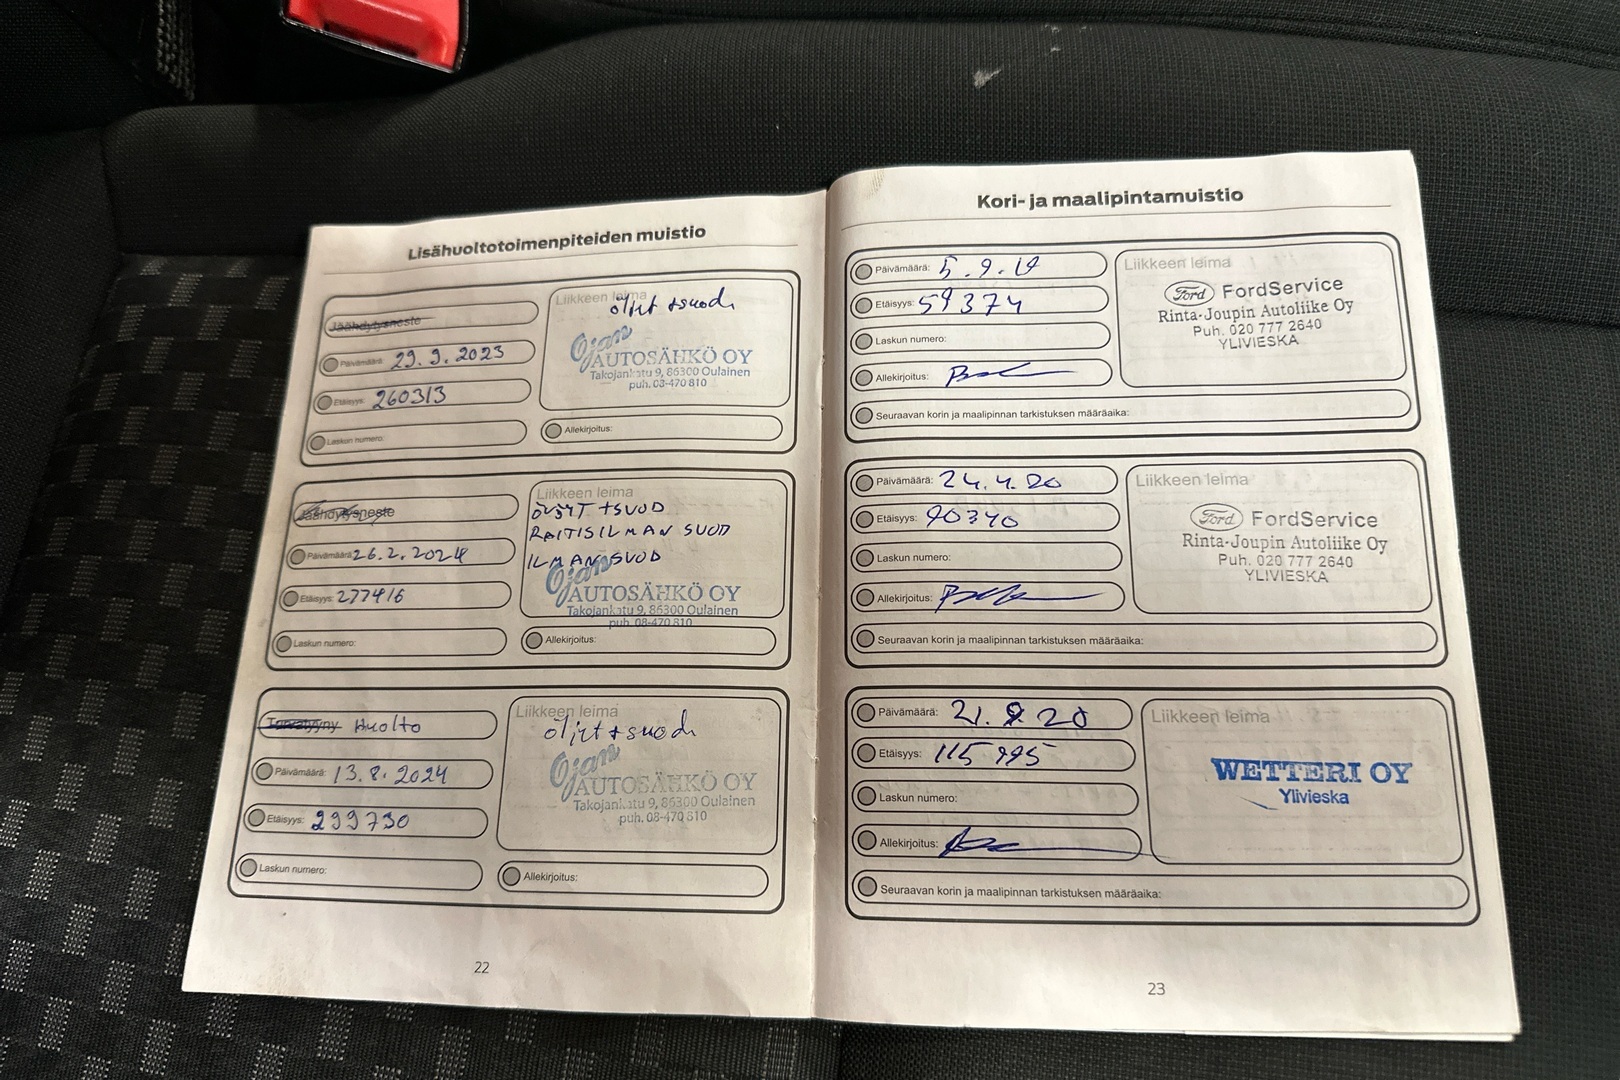 Lisähuoltotoimenpiteiden muistio
Jäähdytysneste
Päivämäärä: 29.9.2023
Etäisyys: 260313
Laskun numero:
Liikkeen leima
öljyt +suod.
Ojan
AUTOSÄHKÖ OY
Takojankatu 9, 86300 Oulainen
puh. 08-470 810
Allekirjoitus:
Jäähdytysneste
Päivämäärä: 26.2.2024
Etäisyys: 277416
Laskun numero:
Liikkeen leima
ÖLJYT +SUOD
RAITISILMAN SUOD
ILMANSUOD
Ojan
AUTOSÄHKÖ OY
Takojankatu 9, 86300 Oulainen
puh. 08-470 810
Allekirjoitus:
Huolto
Päivämäärä: 13.8.2024
Etäisyys: 299730
Laskun numero:
Liikkeen leima
öljyt +suod.
Ojan
AUTOSÄHKÖ OY
Takojankatu 9, 86300 Oulainen
puh. 08-470 810
Allekirjoitus:
22
Kori- ja maalipintamuistio
Päivämäärä: 5.9.19
Etäisyys: 59374
Laskun numero:
Allekirjoitus:
Seuraavan korin ja maalipinnan tarkistuksen määräaika:
Liikkeen leima
Ford FordService
Rinta-Joupin Autoliike Oy
Puh. 020 777 2640
YLIVIESKA
Päivämäärä: 24.4.20
Etäisyys: 90340
Laskun numero:
Allekirjoitus:
Seuraavan korin ja maalipinnan tarkistuksen määräaika:
Liikkeen leima
Ford FordService
Rinta-Joupin Autoliike Oy
Puh. 020 777 2640
YLIVIESKA
Päivämäärä: 21.9.20
Etäisyys: 115995
Laskun numero:
Allekirjoitus:
Seuraavan korin ja maalipinnan tarkistuksen määräaika:
Liikkeen leima
WETTERI OY
Ylivieska
23